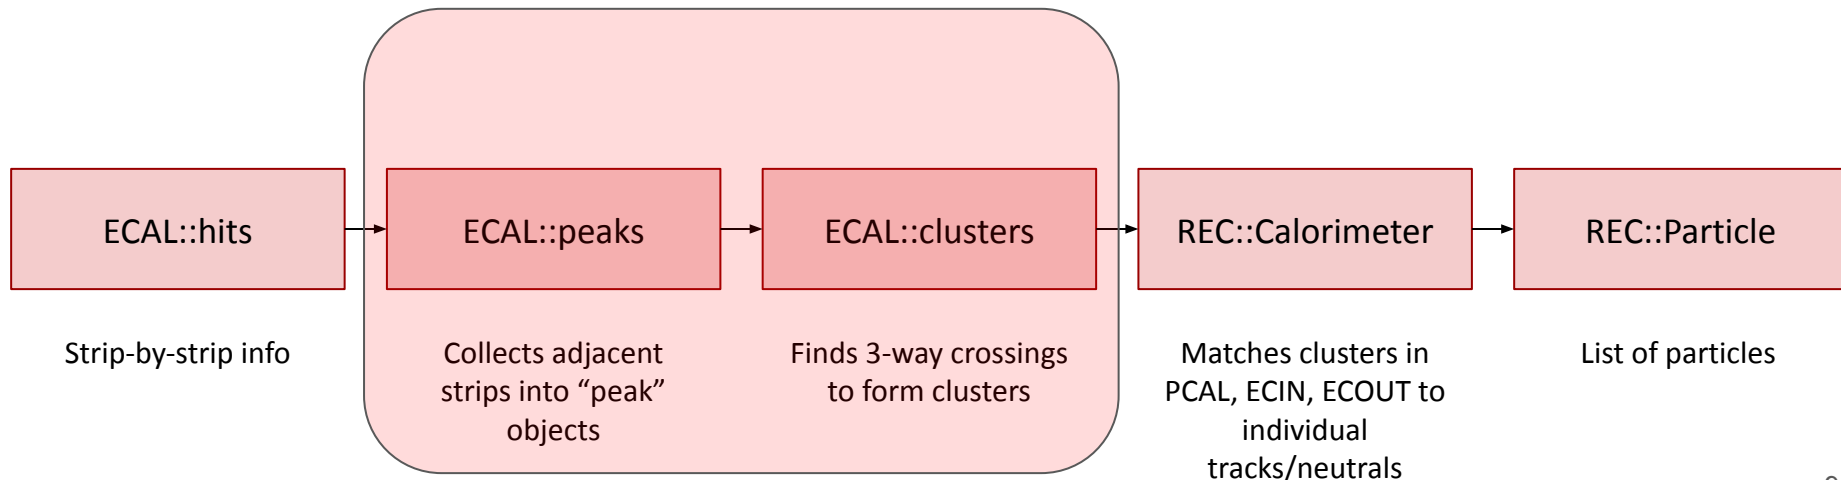 ECAL::hits
ECAL::peaks
ECAL::clusters
REC::Calorimeter
REC::Particle
Strip-by-strip info
Collects adjacent
strips into “peak”
objects
Finds 3-way crossings
to form clusters
Matches clusters in
PCAL, ECIN, ECOUT to
individual
tracks/neutrals
List of particles